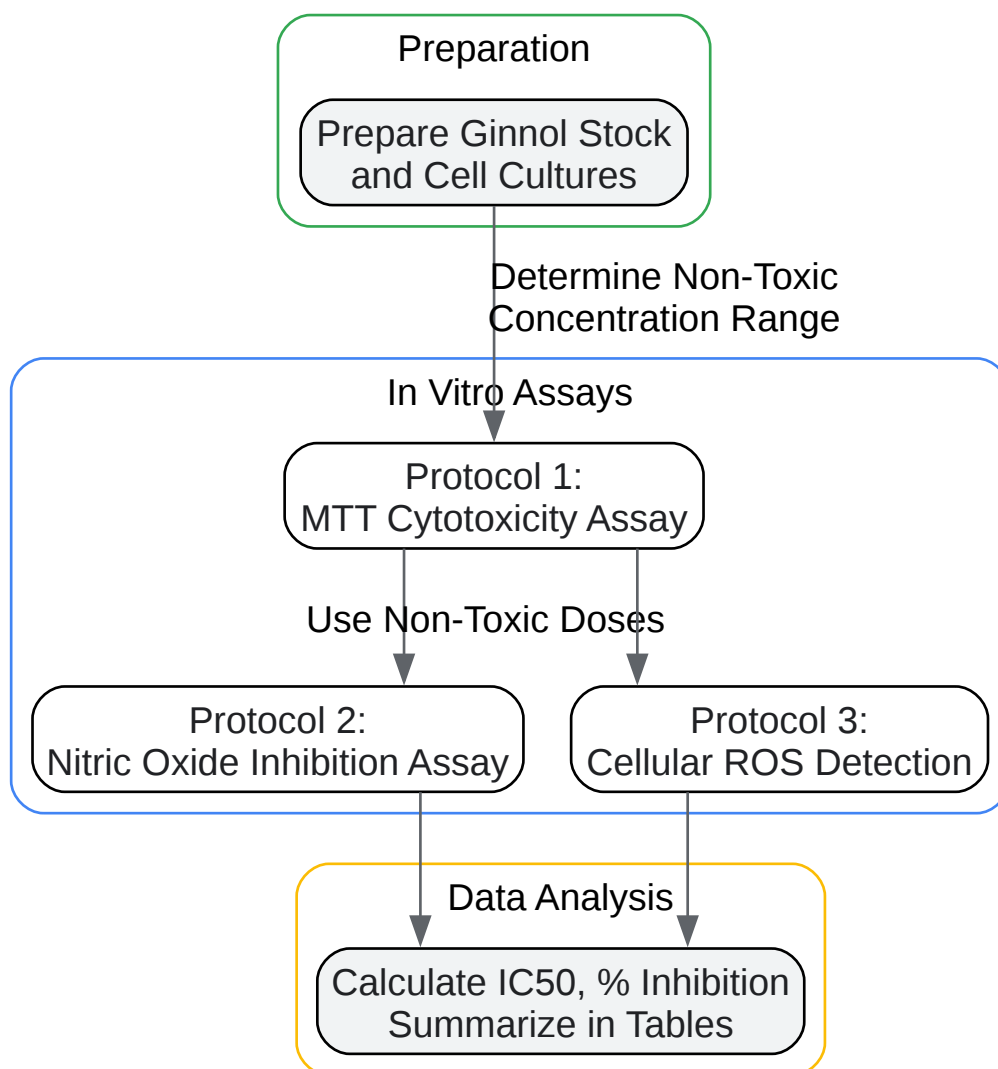 Preparation
Prepare Ginnol Stock
and Cell Cultures
Determine Non-Toxic
Concentration Range
In Vitro Assays
Protocol 1:
MTT Cytotoxicity Assay
Use Non-Toxic Doses
Protocol 2:
Nitric Oxide Inhibition Assay
Protocol 3:
Cellular ROS Detection
Data Analysis
Calculate IC50, % Inhibition
Summarize in Tables